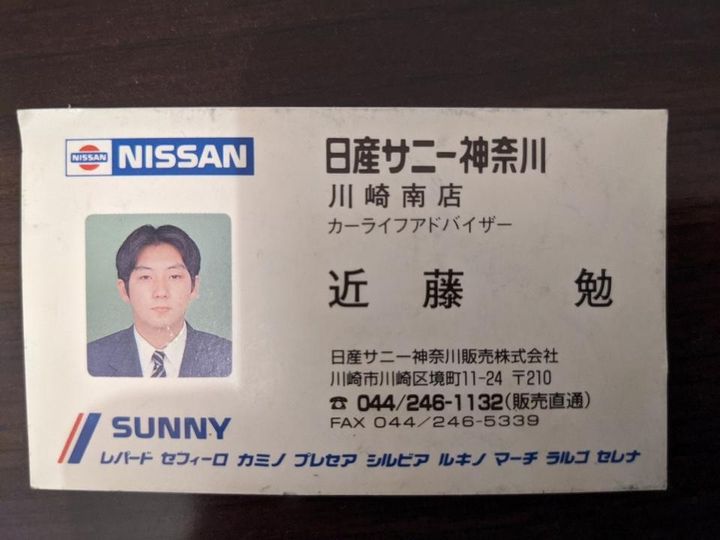 NISSAN NISSAN
日産サニー神奈川
川崎南店
カーライフアドバイザー
近藤 勉
日産サニー神奈川販売株式会社
川崎市川崎区境町11-24 〒210
☎ 044/246-1132(販売直通)
FAX 044/246-5339
SUNNY
レパード セフィーロ カミノ プレセア シルビア ルキノ マーチ ラルゴ セレナ